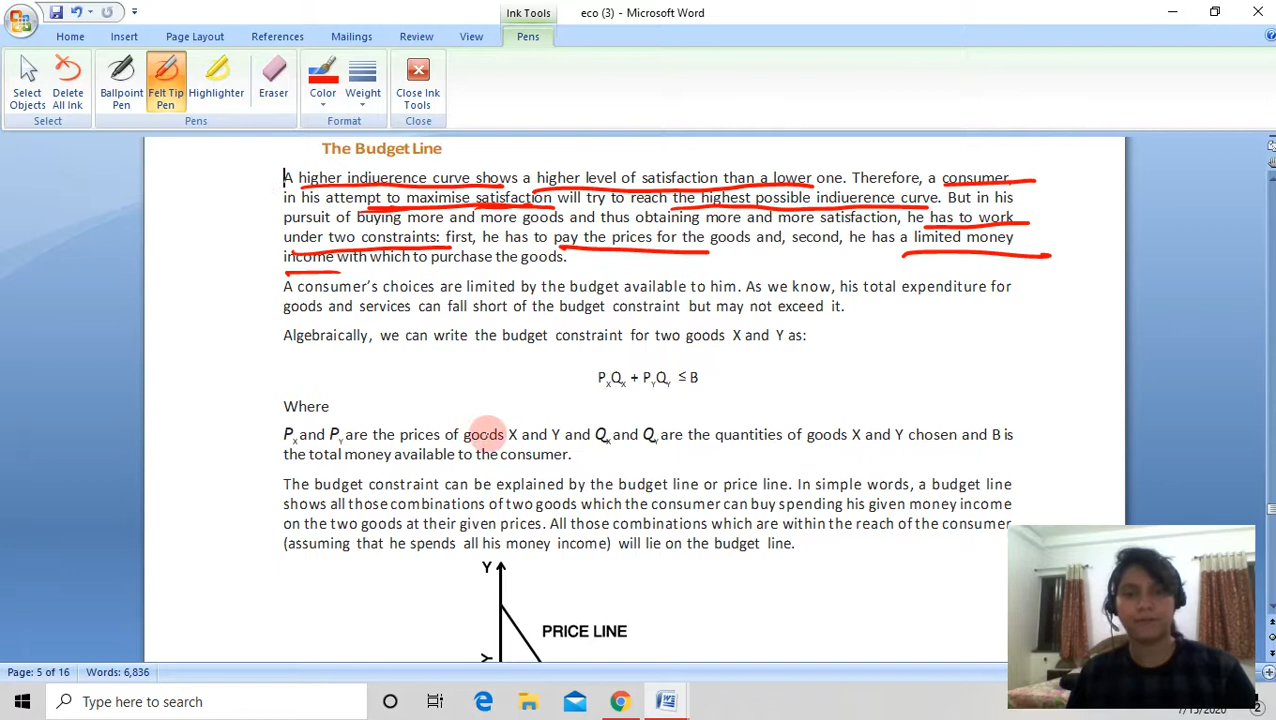 Ink Tools
eco (3) - Microsoft Word
Home Insert Page Layout References Mailings Review View Pens
Select Objects
Delete All Ink
Ballpoint Pen
Felt Tip Pen
Highlighter
Eraser
Color
Weight
Close Ink Tools
Select Pens Format Close
The Budget Line
A higher indiuerence curve shows a higher level of satisfaction than a lower one. Therefore, a consumer,
in his attempt to maximise satisfaction will try to reach the highest possible indiuerence curve. But in his
pursuit of buying more and more goods and thus obtaining more and more satisfaction, he has to work
under two constraints: first, he has to pay the prices for the goods and, second, he has a limited money
income with which to purchase the goods.
A consumer’s choices are limited by the budget available to him. As we know, his total expenditure for
goods and services can fall short of the budget constraint but may not exceed it.
Algebraically, we can write the budget constraint for two goods X and Y as:
PXQX + PYQY ≤ B
Where
PX and PY are the prices of goods X and Y and QX and QY are the quantities of goods X and Y chosen and B is
the total money available to the consumer.
The budget constraint can be explained by the budget line or price line. In simple words, a budget line
shows all those combinations of two goods which the consumer can buy spending his given money income
on the two goods at their given prices. All those combinations which are within the reach of the consumer
(assuming that he spends all his money income) will lie on the budget line.
Y
PRICE LINE
Y
Page: 5 of 16 Words: 6,836
Type here to search
7/15/2020
2